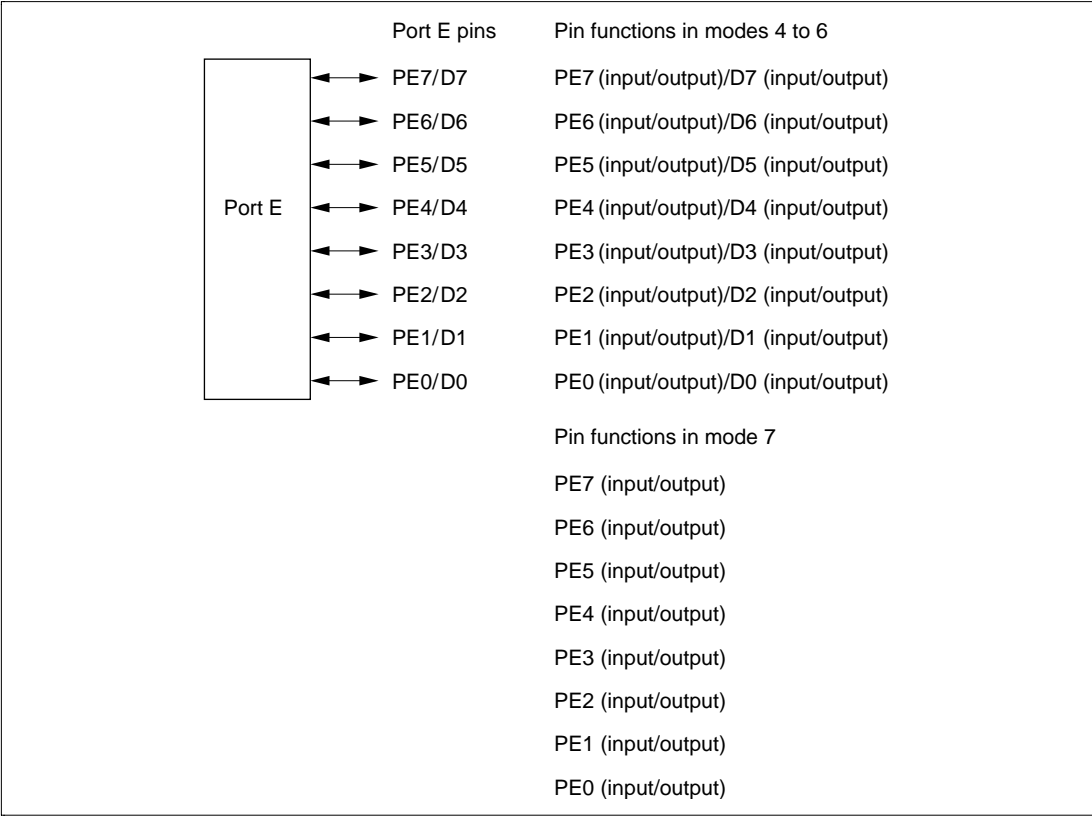 Port E pins Pin functions in modes 4 to 6
PE7/D7 PE7 (input/output)/D7 (input/output)
PE6/D6 PE6 (input/output)/D6 (input/output)
PE5/D5 PE5 (input/output)/D5 (input/output)
Port E PE4/D4 PE4 (input/output)/D4 (input/output)
PE3/D3 PE3 (input/output)/D3 (input/output)
PE2/D2 PE2 (input/output)/D2 (input/output)
PE1/D1 PE1 (input/output)/D1 (input/output)
PE0/D0 PE0 (input/output)/D0 (input/output)
Pin functions in mode 7
PE7 (input/output)
PE6 (input/output)
PE5 (input/output)
PE4 (input/output)
PE3 (input/output)
PE2 (input/output)
PE1 (input/output)
PE0 (input/output)